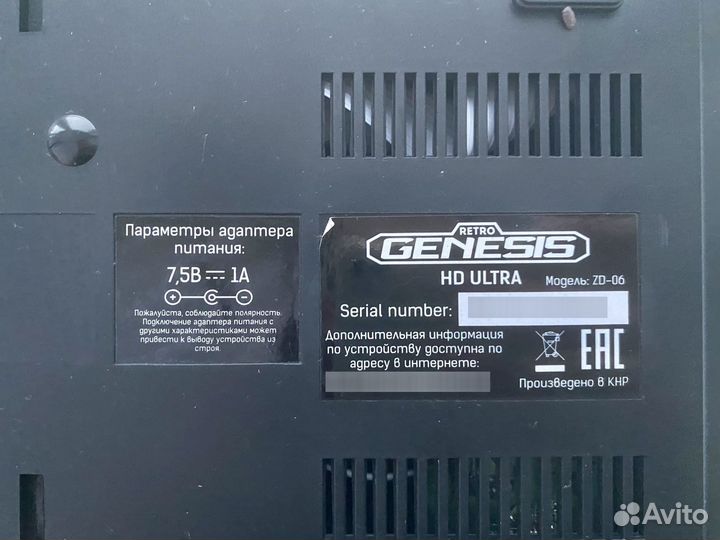 Параметры адаптера
питания:
7,5В 1А
+ −
Пожалуйста, соблюдайте полярность.
Подключение адаптера питания с
другими характеристиками может
привести к выводу устройства из
строя.
RETRO
GENESIS
HD ULTRA Модель: ZD-06
Serial number:
Дополнительная информация
по устройству доступна по
адресу в интернете:
EAC
Произведено в КНР
Avito